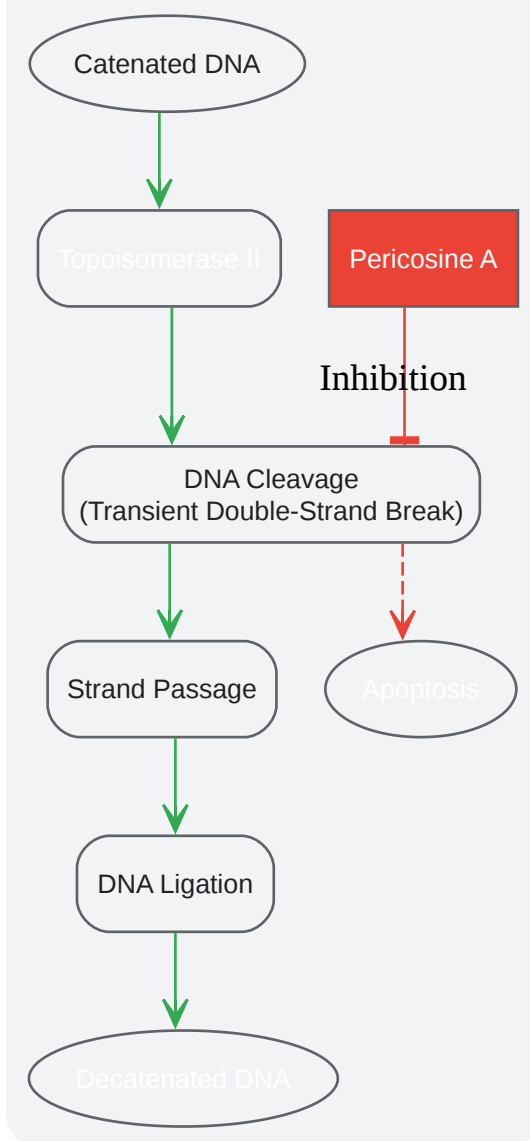 Catenated DNA
Topoisomerase II
Pericosine A
Inhibition
DNA Cleavage
(Transient Double-Strand Break)
Strand Passage
Apoptosis
DNA Ligation
Decatenated DNA